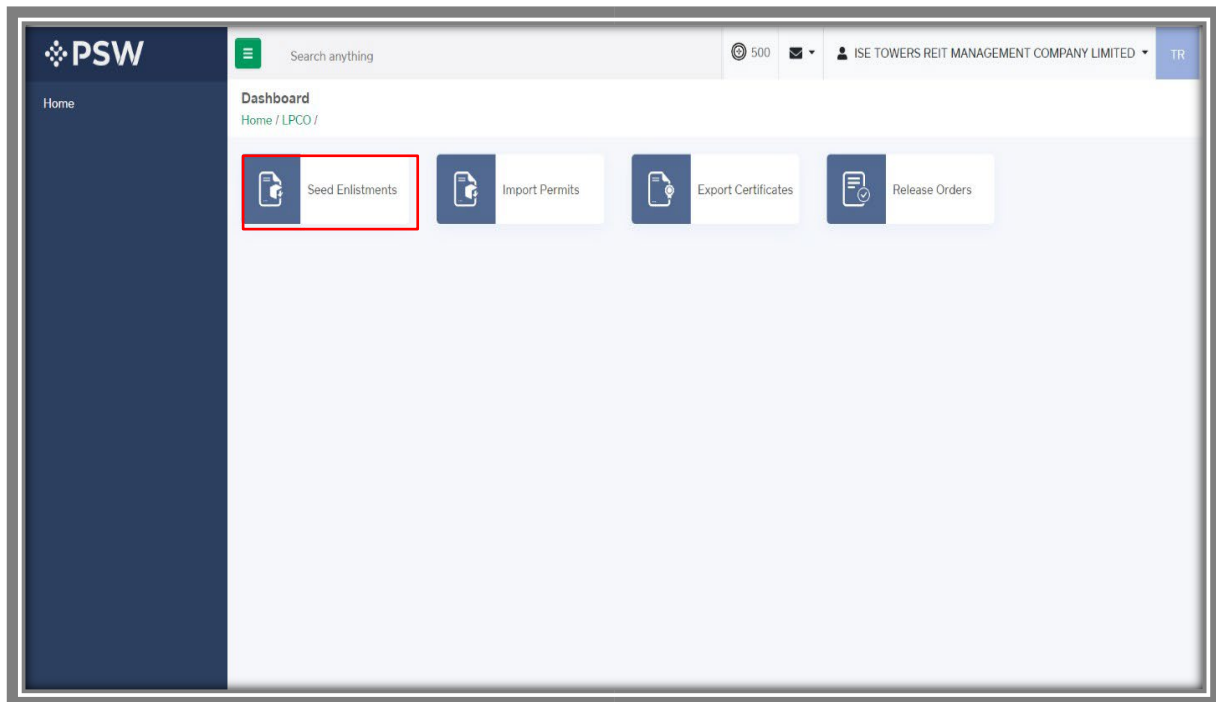 PSW
Search anything
500
ISE TOWERS REIT MANAGEMENT COMPANY LIMITED
TR
Home
Dashboard
Home / LPCO /
Seed Enlistments
Import Permits
Export Certificates
Release Orders